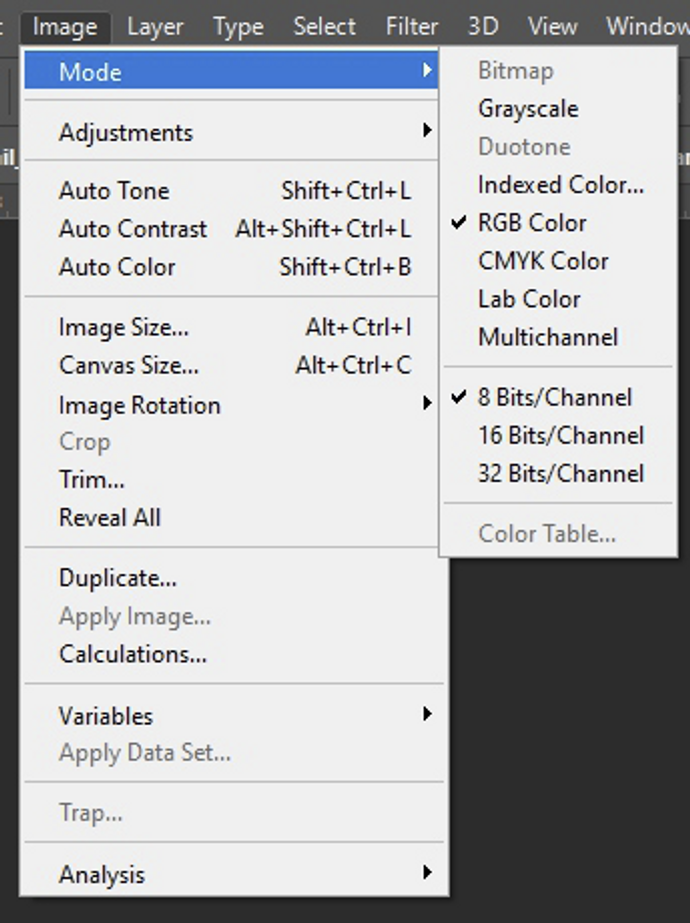 Image Layer Type Select Filter 3D View Window
Mode
Adjustments
Auto Tone Shift+Ctrl+L
Auto Contrast Alt+Shift+Ctrl+L
Auto Color Shift+Ctrl+B
Image Size... Alt+Ctrl+I
Canvas Size... Alt+Ctrl+C
Image Rotation
Crop
Trim...
Reveal All
Duplicate...
Apply Image...
Calculations...
Variables
Apply Data Set...
Trap...
Analysis
Bitmap
Grayscale
Duotone
Indexed Color...
RGB Color
CMYK Color
Lab Color
Multichannel
8 Bits/Channel
16 Bits/Channel
32 Bits/Channel
Color Table...